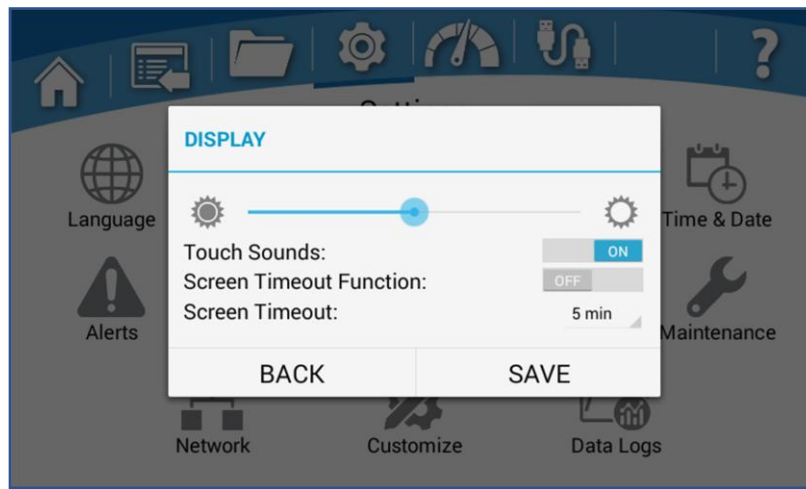 DISPLAY
Language
Time & Date
Touch Sounds:
ON
Screen Timeout Function:
OFF
Screen Timeout:
5 min
Alerts
Maintenance
BACK
SAVE
Network
Customize
Data Logs